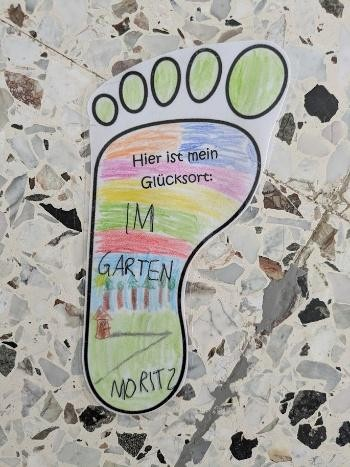 Hier ist mein
Glücksort:
IM
GARTEN
MORITZ